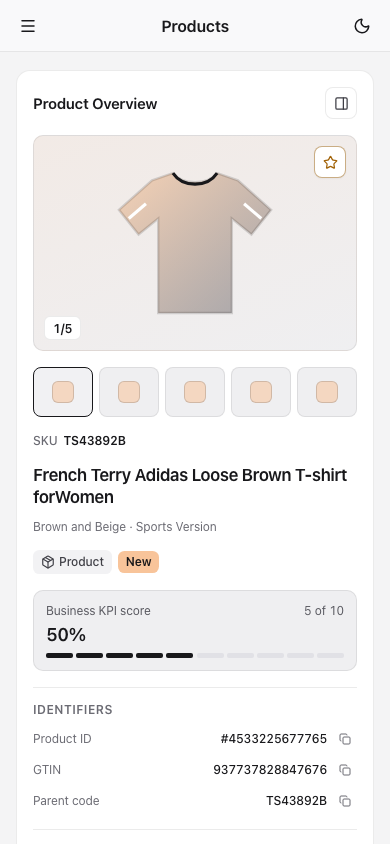 Products
Product Overview
1/5
SKU TS43892B
French Terry Adidas Loose Brown T-shirt
forWomen
Brown and Beige · Sports Version
Product New
Business KPI score 5 of 10
50%
IDENTIFIERS
Product ID #4533225677765
GTIN 937737828847676
Parent code TS43892B